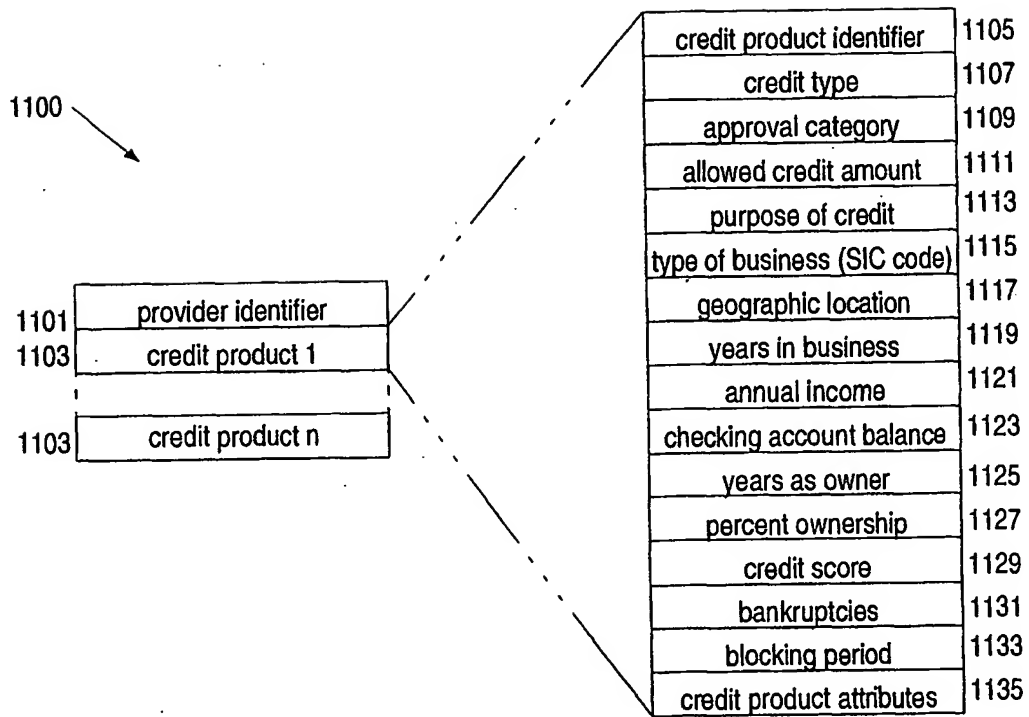 1100
1101 provider identifier
1103 credit product 1
1103 credit product n
credit product identifier 1105
credit type 1107
approval category 1109
allowed credit amount 1111
purpose of credit 1113
type of business (SIC code) 1115
geographic location 1117
years in business 1119
annual income 1121
checking account balance 1123
years as owner 1125
percent ownership 1127
credit score 1129
bankruptcies 1131
blocking period 1133
credit product attributes 1135